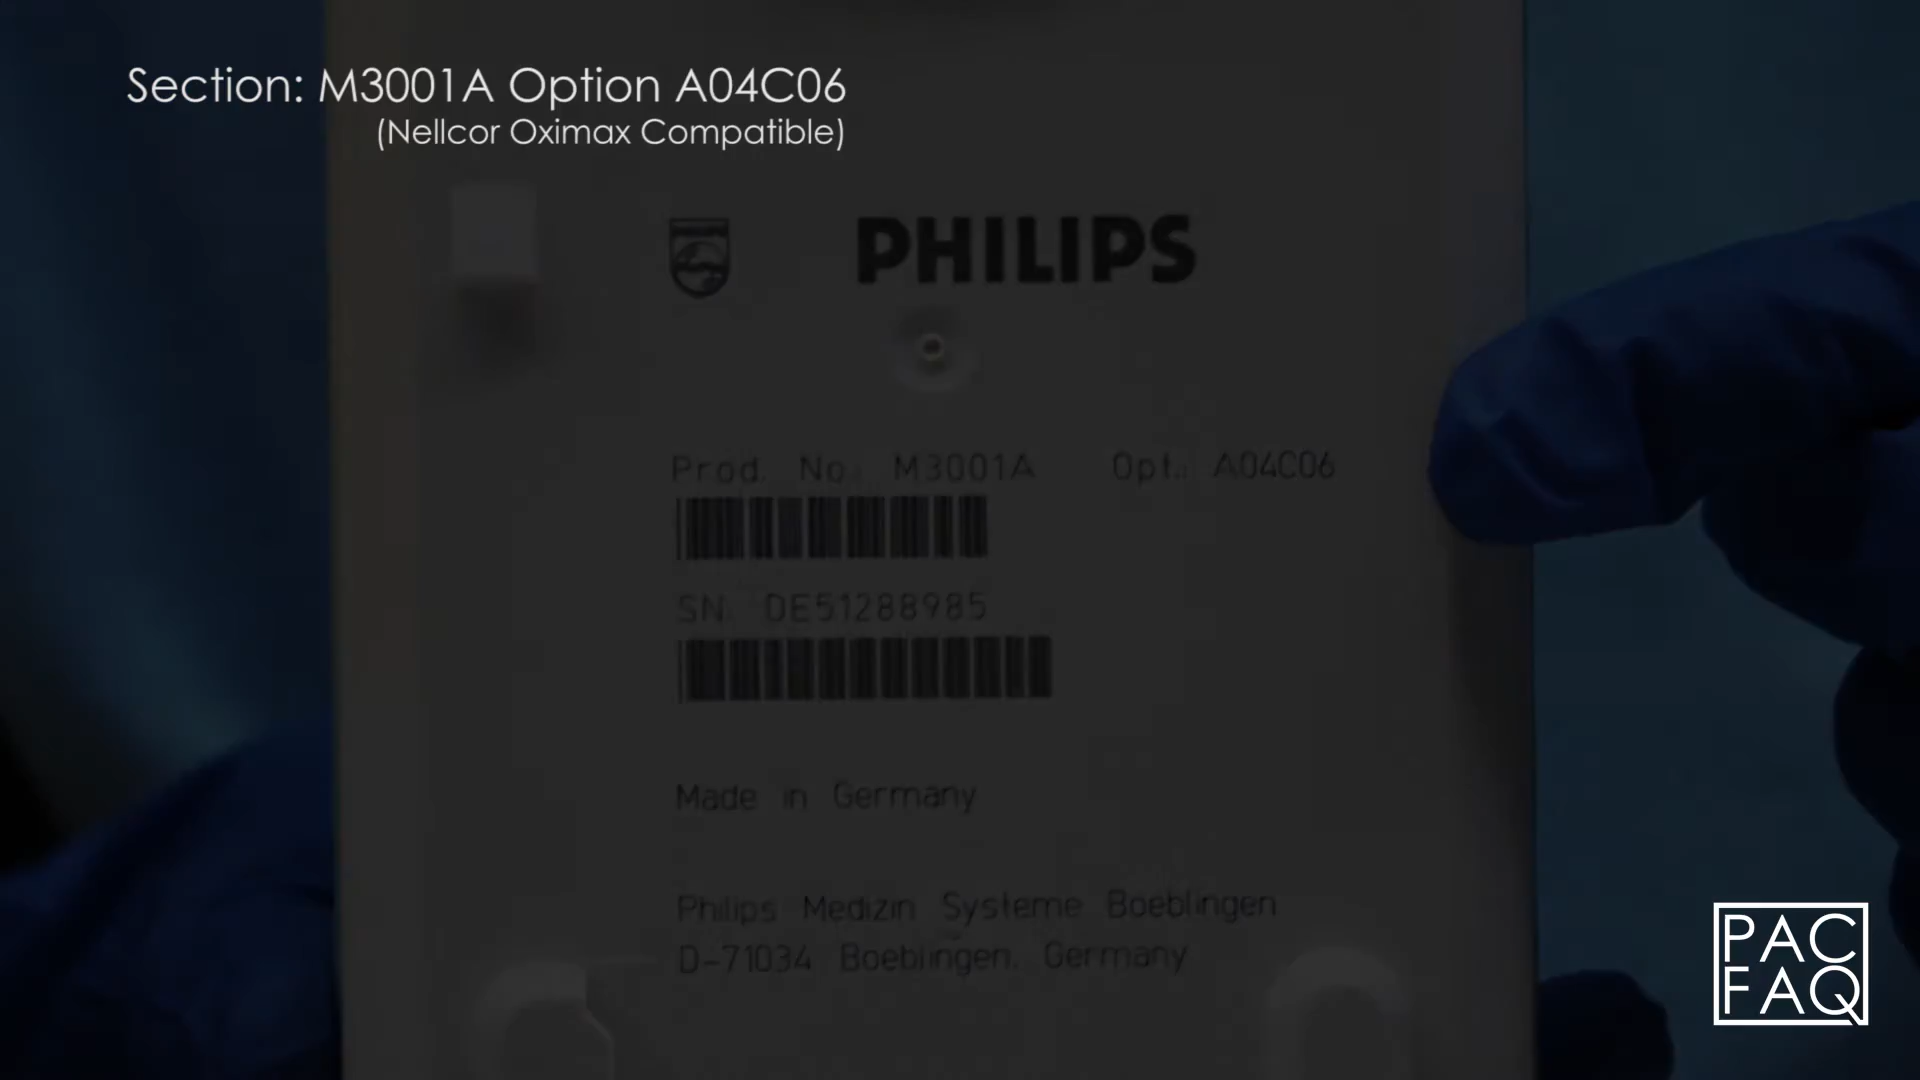 Section: M3001A Option A04C06
(Nellcor Oximax Compatible)
PHILIPS
Prod. No. M3001A Opt.: A04C06
SN: DE51288985
Made in Germany
Philips Medizin Systeme Boeblingen
D-71034 Boeblingen. Germany
PAC
FAQ